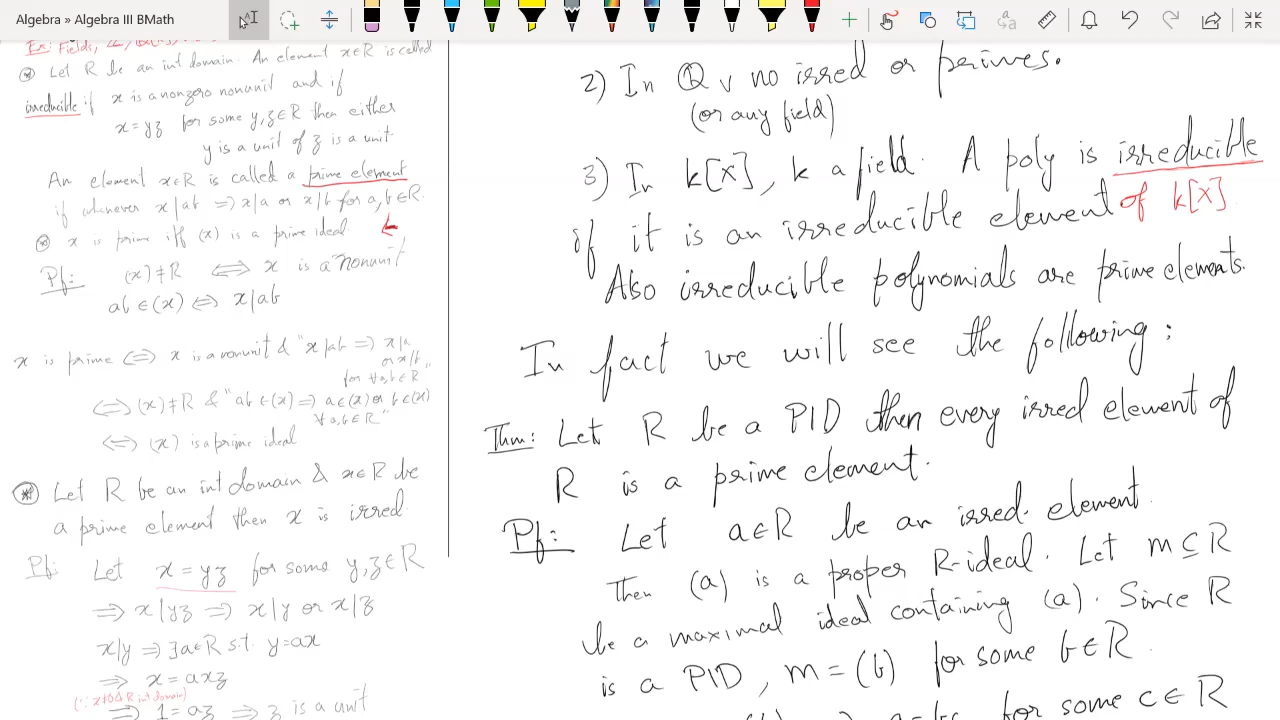 Algebra » Algebra III BMath
Let R be an int domain. An element x∈R is called
irreducible if x is a nonzero nonunit and if
x=yz for some y,z∈R then either
y is a unit of z is a unit
An element x∈R is called a prime element
if whenever x|ab ⇒ x|a or x|b for a,b∈R.
x is prime iff (x) is a prime ideal
Pf: (x)≠R ⇔ x is a nonunit
ab∈(x) ⇔ x|ab
x is prime ⇔ x is a nonunit & "x|ab ⇒ x|a
or x|b"
for ∀a,b∈R
⇔ (x)≠R & "ab∈(x) ⇒ a∈(x) or b∈(x)
∀a,b∈R"
⇔ (x) is a prime ideal
Let R be an int domain & x∈R be
a prime element then x is irred
Pf: Let x=yz for some y,z∈R
⇒ x|yz ⇒ x|y or x|z
x|y ⇒ ∃a∈R s.t. y=ax
⇒ x=axz
(∵ x≠0 & R int domain)
⇒ 1=az ⇒ z is a unit
2) In Q, no irred or primes.
(or any field)
3) In k[X], k a field. A poly is irreducible
if it is an irreducible element of k[X]
Also irreducible polynomials are prime elements.
In fact we will see the following:
Thm: Let R be a PID then every irred element of
R is a prime element.
Pf: Let a∈R be an irred. element.
Then (a) is a proper R-ideal. Let m⊆R
be a maximal ideal containing (a). Since R
is a PID, m=(b) for some b∈R.
for some c∈R